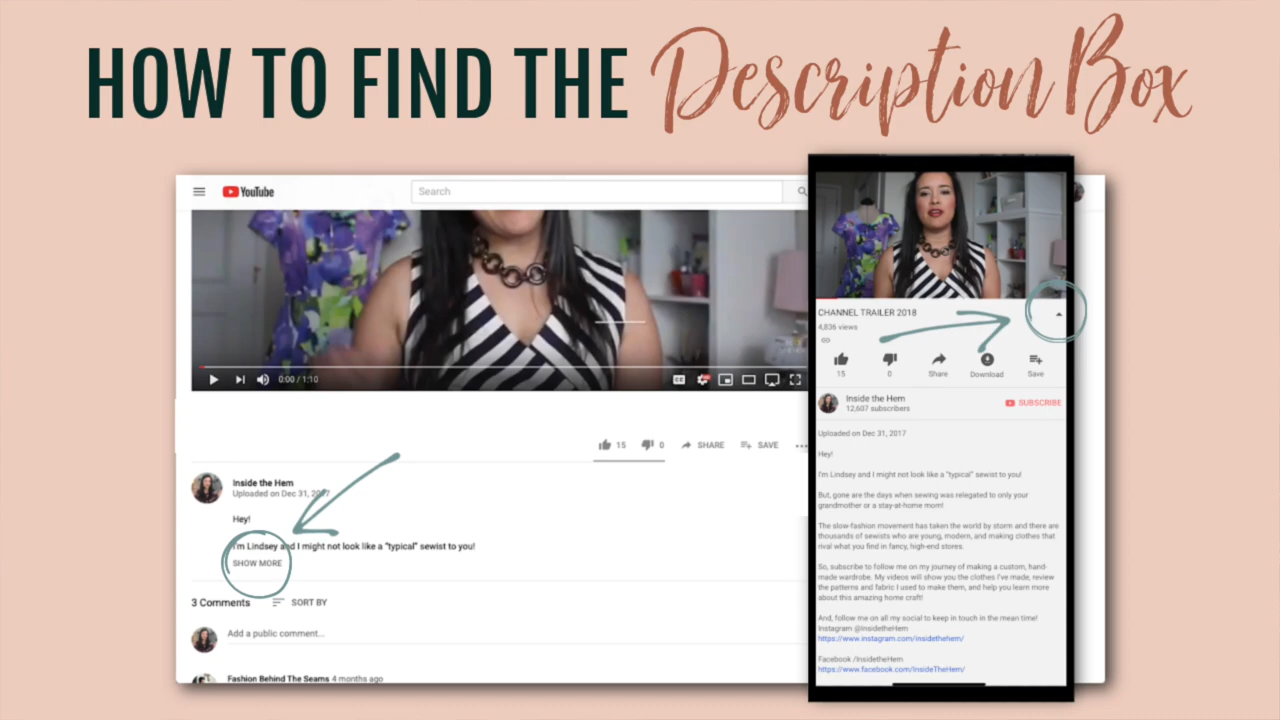 HOW TO FIND THE Description Box
YouTube
Search
0:00 / 1:10
15
0
SHARE
SAVE
Inside the Hem
Uploaded on Dec 31, 2017
Hey!
I'm Lindsey and I might not look like a "typical" sewist to you!
SHOW MORE
3 Comments
SORT BY
Add a public comment...
Fashion Behind The Seams 4 months ago
CHANNEL TRAILER 2018
4,836 views
15
0
Share
Download
Save
Inside the Hem
12,607 subscribers
SUBSCRIBE
Uploaded on Dec 31, 2017
Hey!
I'm Lindsey and I might not look like a "typical" sewist to you!
But, gone are the days when sewing was relegated to only your
grandmother or a stay-at-home mom!
The slow-fashion movement has taken the world by storm and there are
thousands of sewists who are young, modern, and making clothes that
rival what you find in fancy, high-end stores.
So, subscribe to follow me on my journey of making a custom, hand-
made wardrobe. My videos will show you the clothes I've made, review
the patterns and fabric I used to make them, and help you learn more
about this amazing home craft!
And, follow me on all my social to keep in touch in the mean time!
Instagram @InsidetheHem
https://www.instagram.com/insidethehem/
Facebook /InsidetheHem
https://www.facebook.com/InsideTheHem/